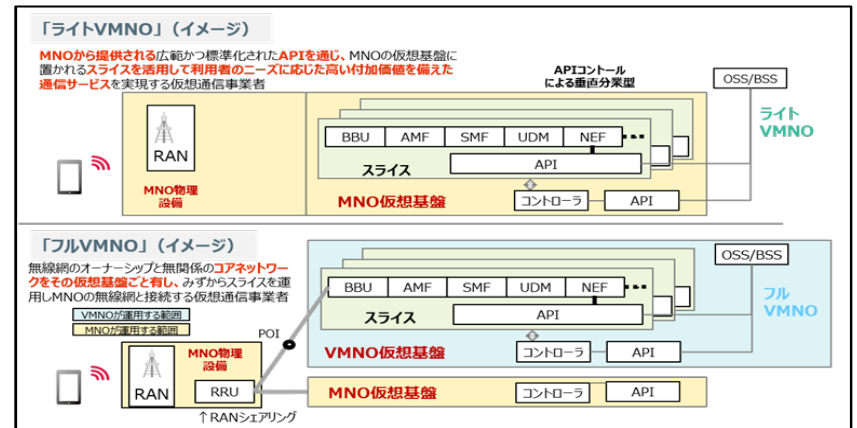 「ライトVMNO」（イメージ）
MNOから提供される広範かつ標準化されたAPIを通じ、MNOの仮想基盤に
置かれるスライスを活用して利用者のニーズに応じた高い付加価値を備えた
通信サービスを実現する仮想通信事業者
APIコントール
による垂直分業型
OSS/BSS
ライト
VMNO
BBU AMF SMF UDM NEF
スライス
API
RAN
MNO物理
設備
MNO仮想基盤
コントローラ
API
「フルVMNO」（イメージ）
無線網のオーナーシップと無関係のコアネットワー
クをその仮想基盤ごと有し、みずからスライスを運
用しMNOの無線網と接続する仮想通信事業者
VMNOが運用する範囲
MNOが運用する範囲
POI
OSS/BSS
フル
VMNO
BBU AMF SMF UDM NEF
スライス
API
VMNO仮想基盤
コントローラ
API
MNO物理
設備
RAN
RRU
↑RANシェアリング
MNO仮想基盤
コントローラ
API